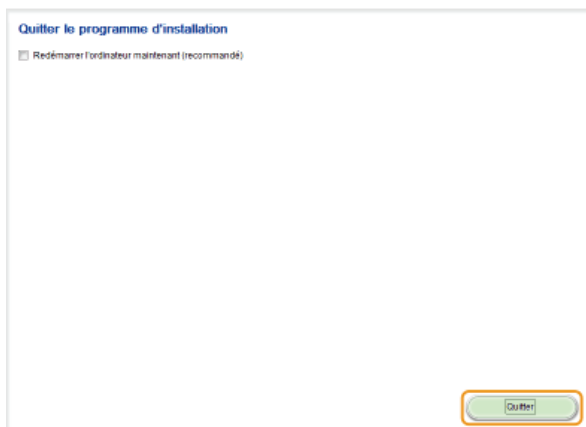 Quitter le programme d'installation
Redémarrer l'ordinateur maintenant (recommandé)
Quitter